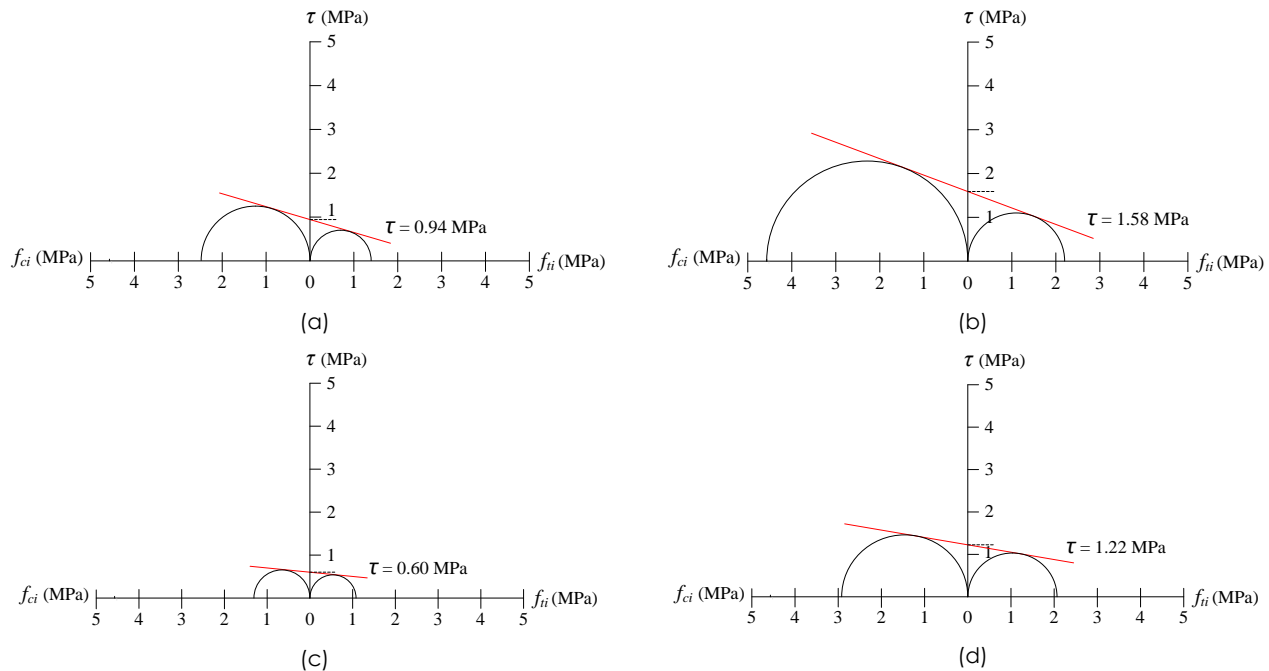 τ (MPa)
5
4
3
2
1
τ = 0.94 MPa
f_ci (MPa)
f_ti (MPa)
5 4 3 2 1 0 1 2 3 4 5
(a)
τ (MPa)
5
4
3
2
1
τ = 1.58 MPa
f_ci (MPa)
f_ti (MPa)
5 4 3 2 1 0 1 2 3 4 5
(b)
τ (MPa)
5
4
3
2
1
τ = 0.60 MPa
f_ci (MPa)
f_ti (MPa)
5 4 3 2 1 0 1 2 3 4 5
(c)
τ (MPa)
5
4
3
2
1
τ = 1.22 MPa
f_ci (MPa)
f_ti (MPa)
5 4 3 2 1 0 1 2 3 4 5
(d)